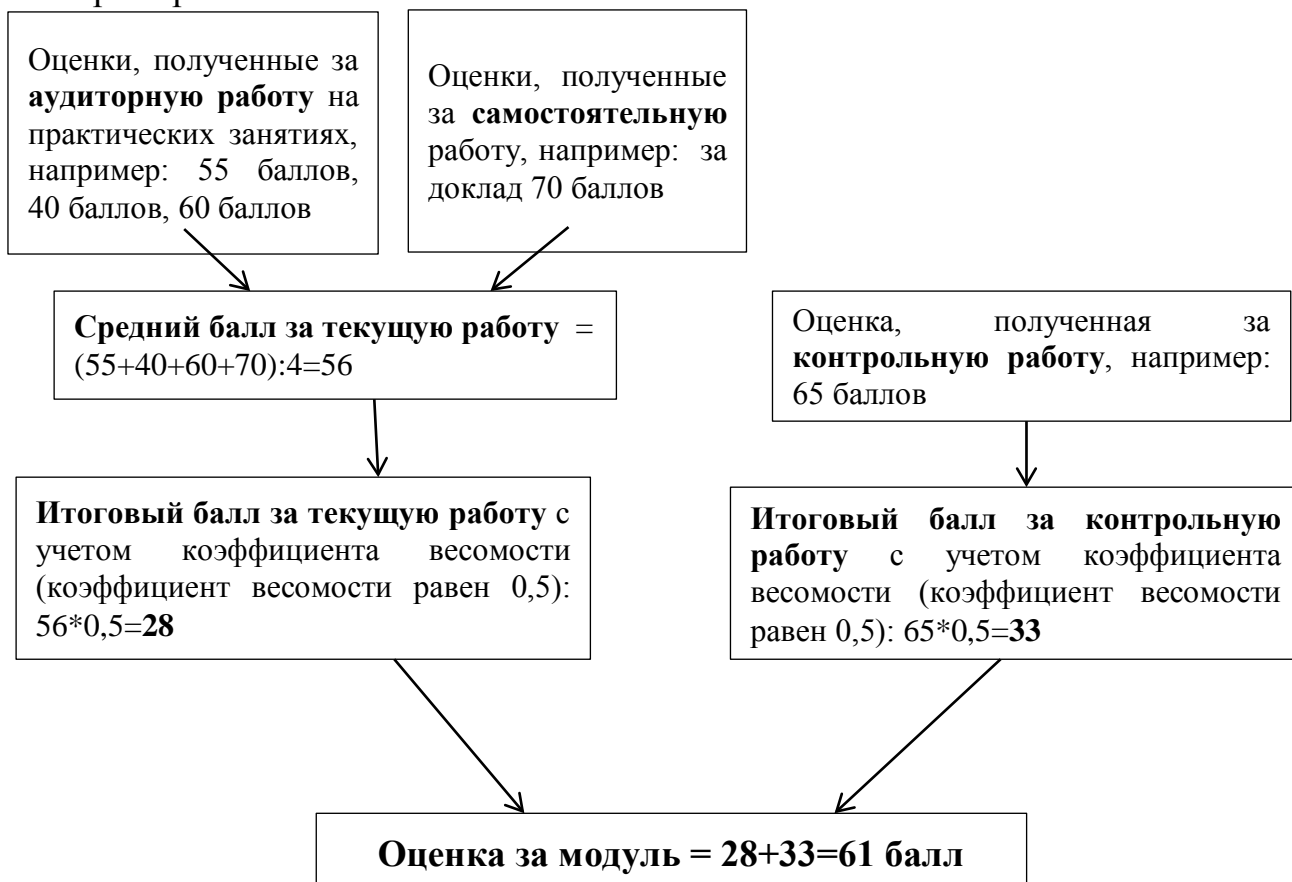 Оценки, полученные за
аудиторную работу на
практических занятиях,
например: 55 баллов,
40 баллов, 60 баллов
Оценки, полученные
за самостоятельную
работу, например: за
доклад 70 баллов
Средний балл за текущую работу =
(55+40+60+70):4=56
Оценка, полученная за
контрольную работу, например:
65 баллов
Итоговый балл за текущую работу с
учетом коэффициента весомости
(коэффициент весомости равен 0,5):
56*0,5=28
Итоговый балл за контрольную
работу с учетом коэффициента
весомости (коэффициент весомости
равен 0,5): 65*0,5=33
Оценка за модуль = 28+33=61 балл